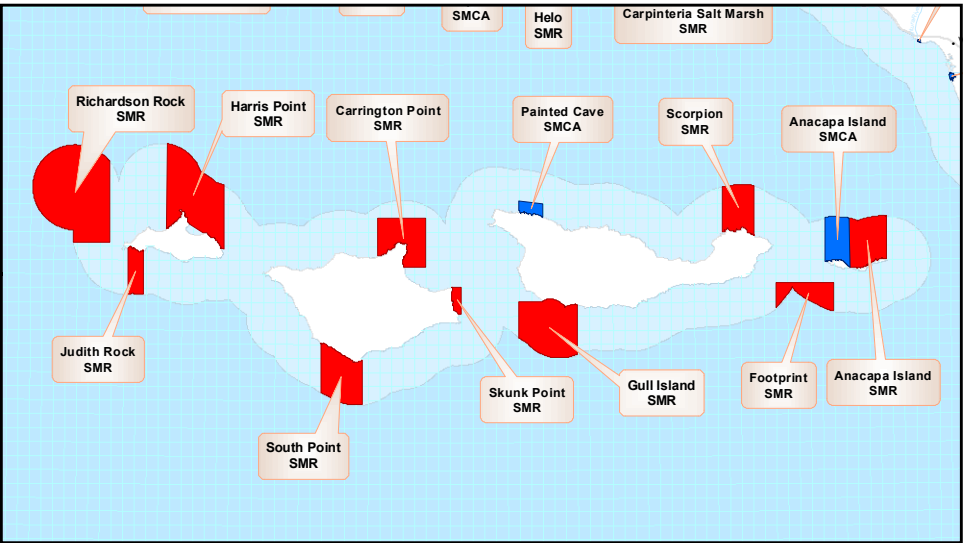 SMCA
Helo
SMR
Carpinteria Salt Marsh
SMR
Richardson Rock
SMR
Harris Point
SMR
Carrington Point
SMR
Painted Cave
SMCA
Scorpion
SMR
Anacapa Island
SMCA
Judith Rock
SMR
South Point
SMR
Skunk Point
SMR
Gull Island
SMR
Footprint
SMR
Anacapa Island
SMR